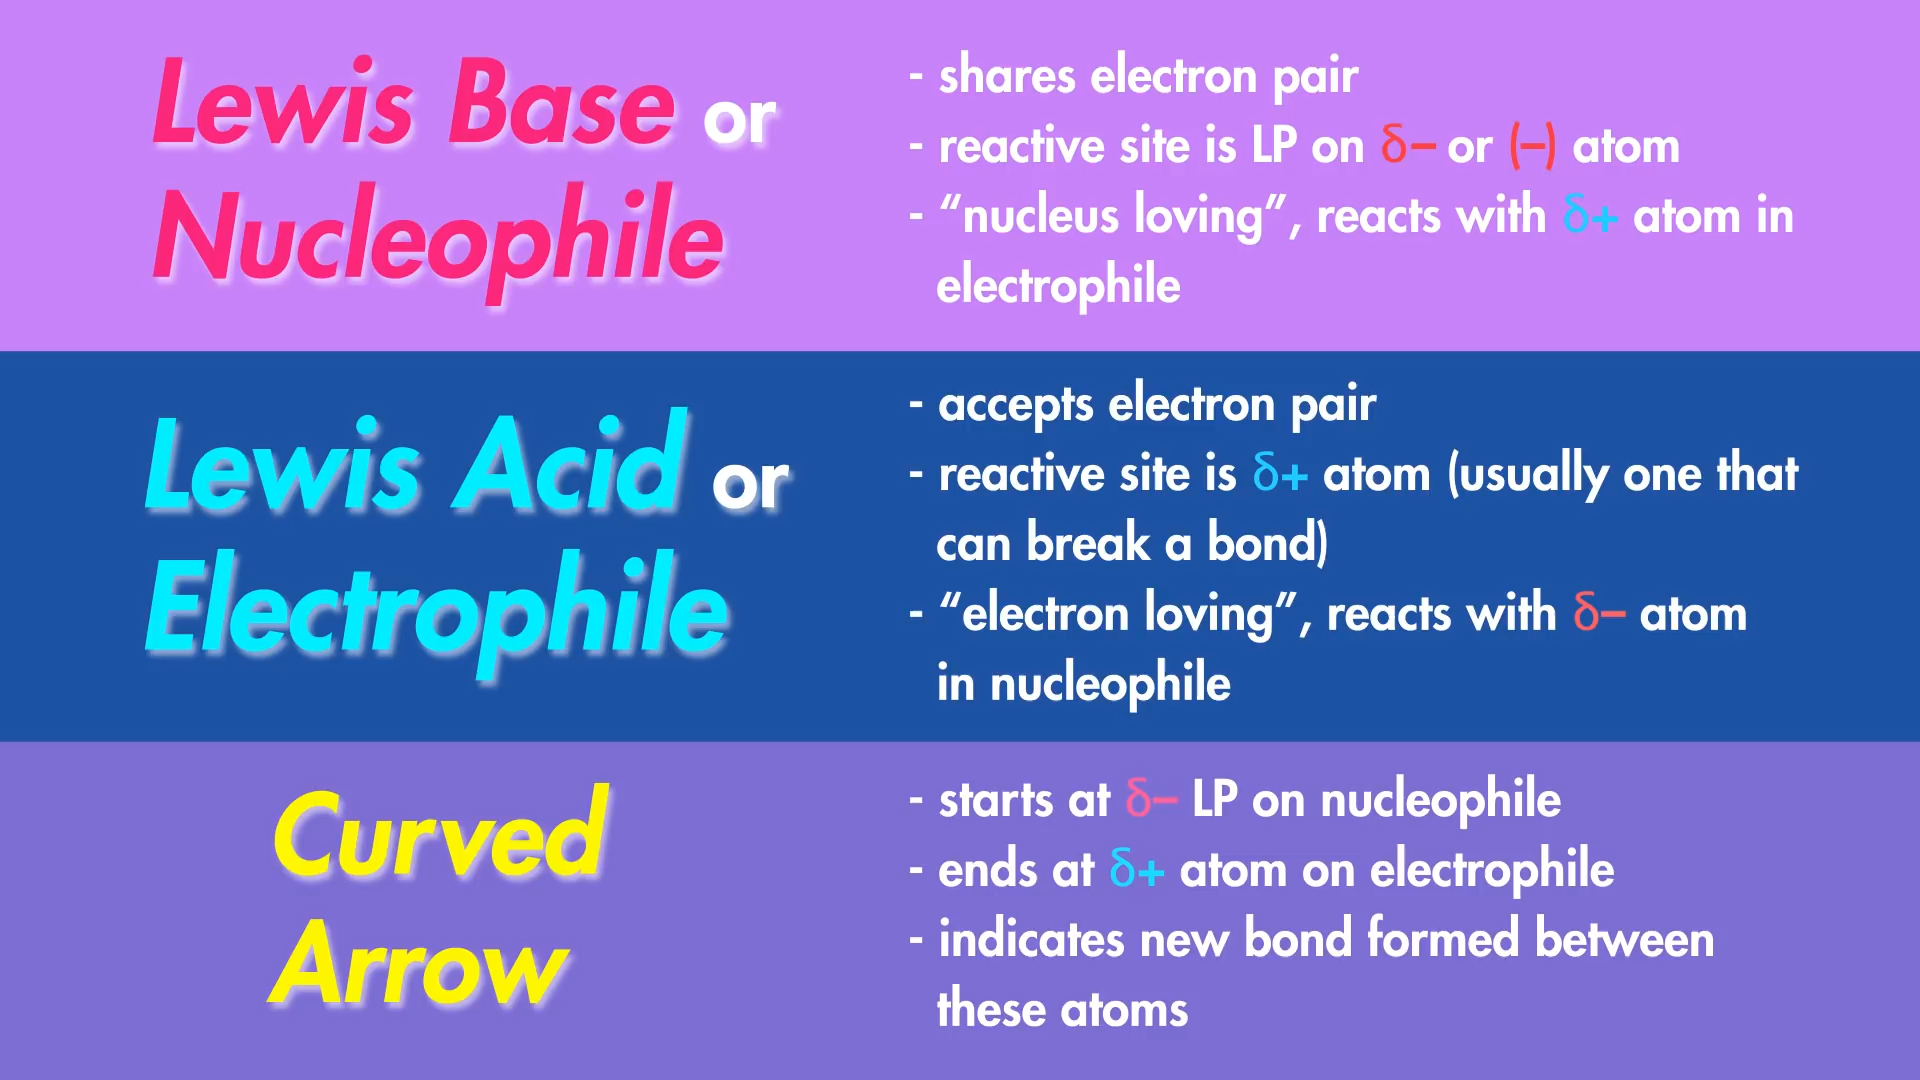 Lewis Base or
Nucleophile
- shares electron pair
- reactive site is LP on δ– or (–) atom
- “nucleus loving”, reacts with δ+ atom in
electrophile
Lewis Acid or
Electrophile
- accepts electron pair
- reactive site is δ+ atom (usually one that
can break a bond)
- “electron loving”, reacts with δ– atom
in nucleophile
Curved
Arrow
- starts at δ– LP on nucleophile
- ends at δ+ atom on electrophile
- indicates new bond formed between
these atoms